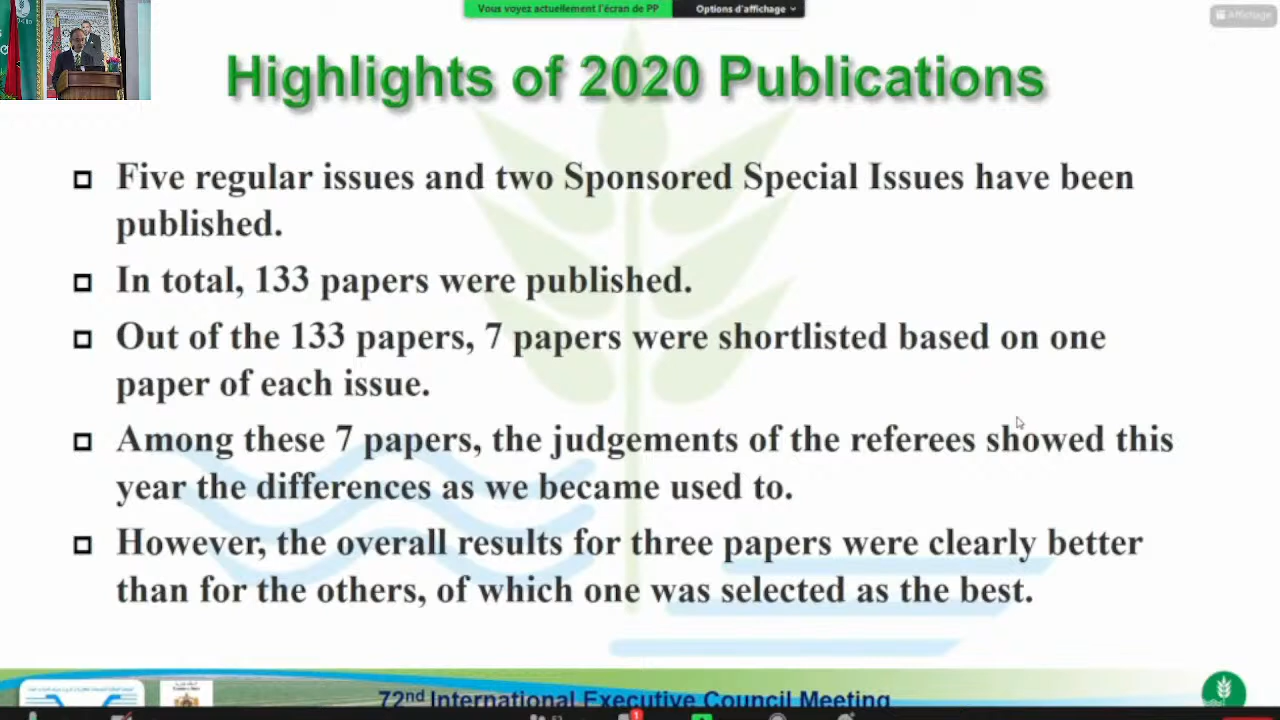 Vous voyez actuellement l'écran de PP
Options d'affichage
Affichage
Highlights of 2020 Publications
Five regular issues and two Sponsored Special Issues have been
published.
In total, 133 papers were published.
Out of the 133 papers, 7 papers were shortlisted based on one
paper of each issue.
Among these 7 papers, the judgements of the referees showed this
year the differences as we became used to.
However, the overall results for three papers were clearly better
than for the others, of which one was selected as the best.
72nd International Executive Council Meeting
1